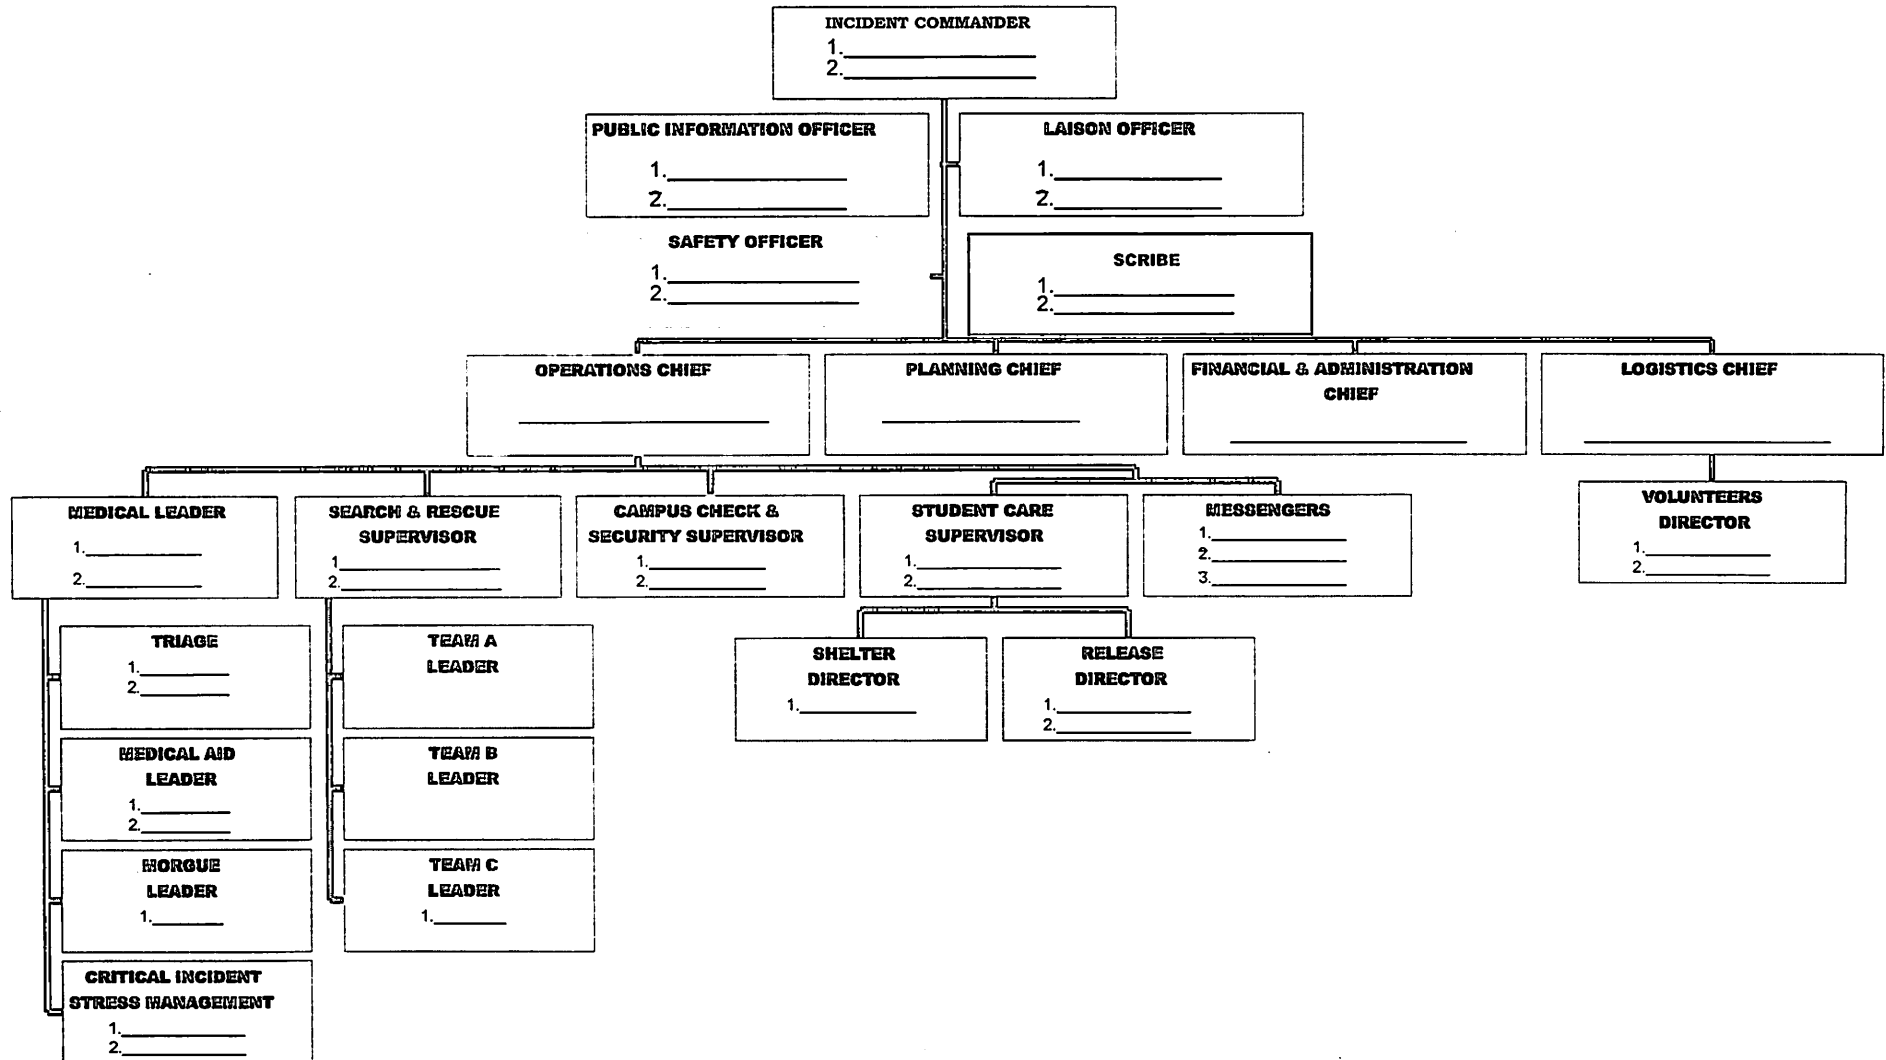 INCIDENT COMMANDER
1.
2.
PUBLIC INFORMATION OFFICER
1.
2.
LAISON OFFICER
1.
2.
SAFETY OFFICER
1.
2.
SCRIBE
1.
2.
OPERATIONS CHIEF
PLANNING CHIEF
FINANCIAL & ADMINISTRATION
CHIEF
LOGISTICS CHIEF
MEDICAL LEADER
1.
2.
SEARCH & RESCUE
SUPERVISOR
1
2.
CAMPUS CHECK &
SECURITY SUPERVISOR
1.
2.
STUDENT CARE
SUPERVISOR
1.
2.
MESSENGERS
1.
2.
3.
VOLUNTEERS
DIRECTOR
1.
2.
TRIAGE
1.
2.
TEAM A
LEADER
SHELTER
DIRECTOR
1.
RELEASE
DIRECTOR
1.
2.
MEDICAL AID
LEADER
1.
2.
TEAM B
LEADER
MORGUE
LEADER
1.
TEAM C
LEADER
1.
CRITICAL INCIDENT
STRESS MANAGEMENT
1.
2.